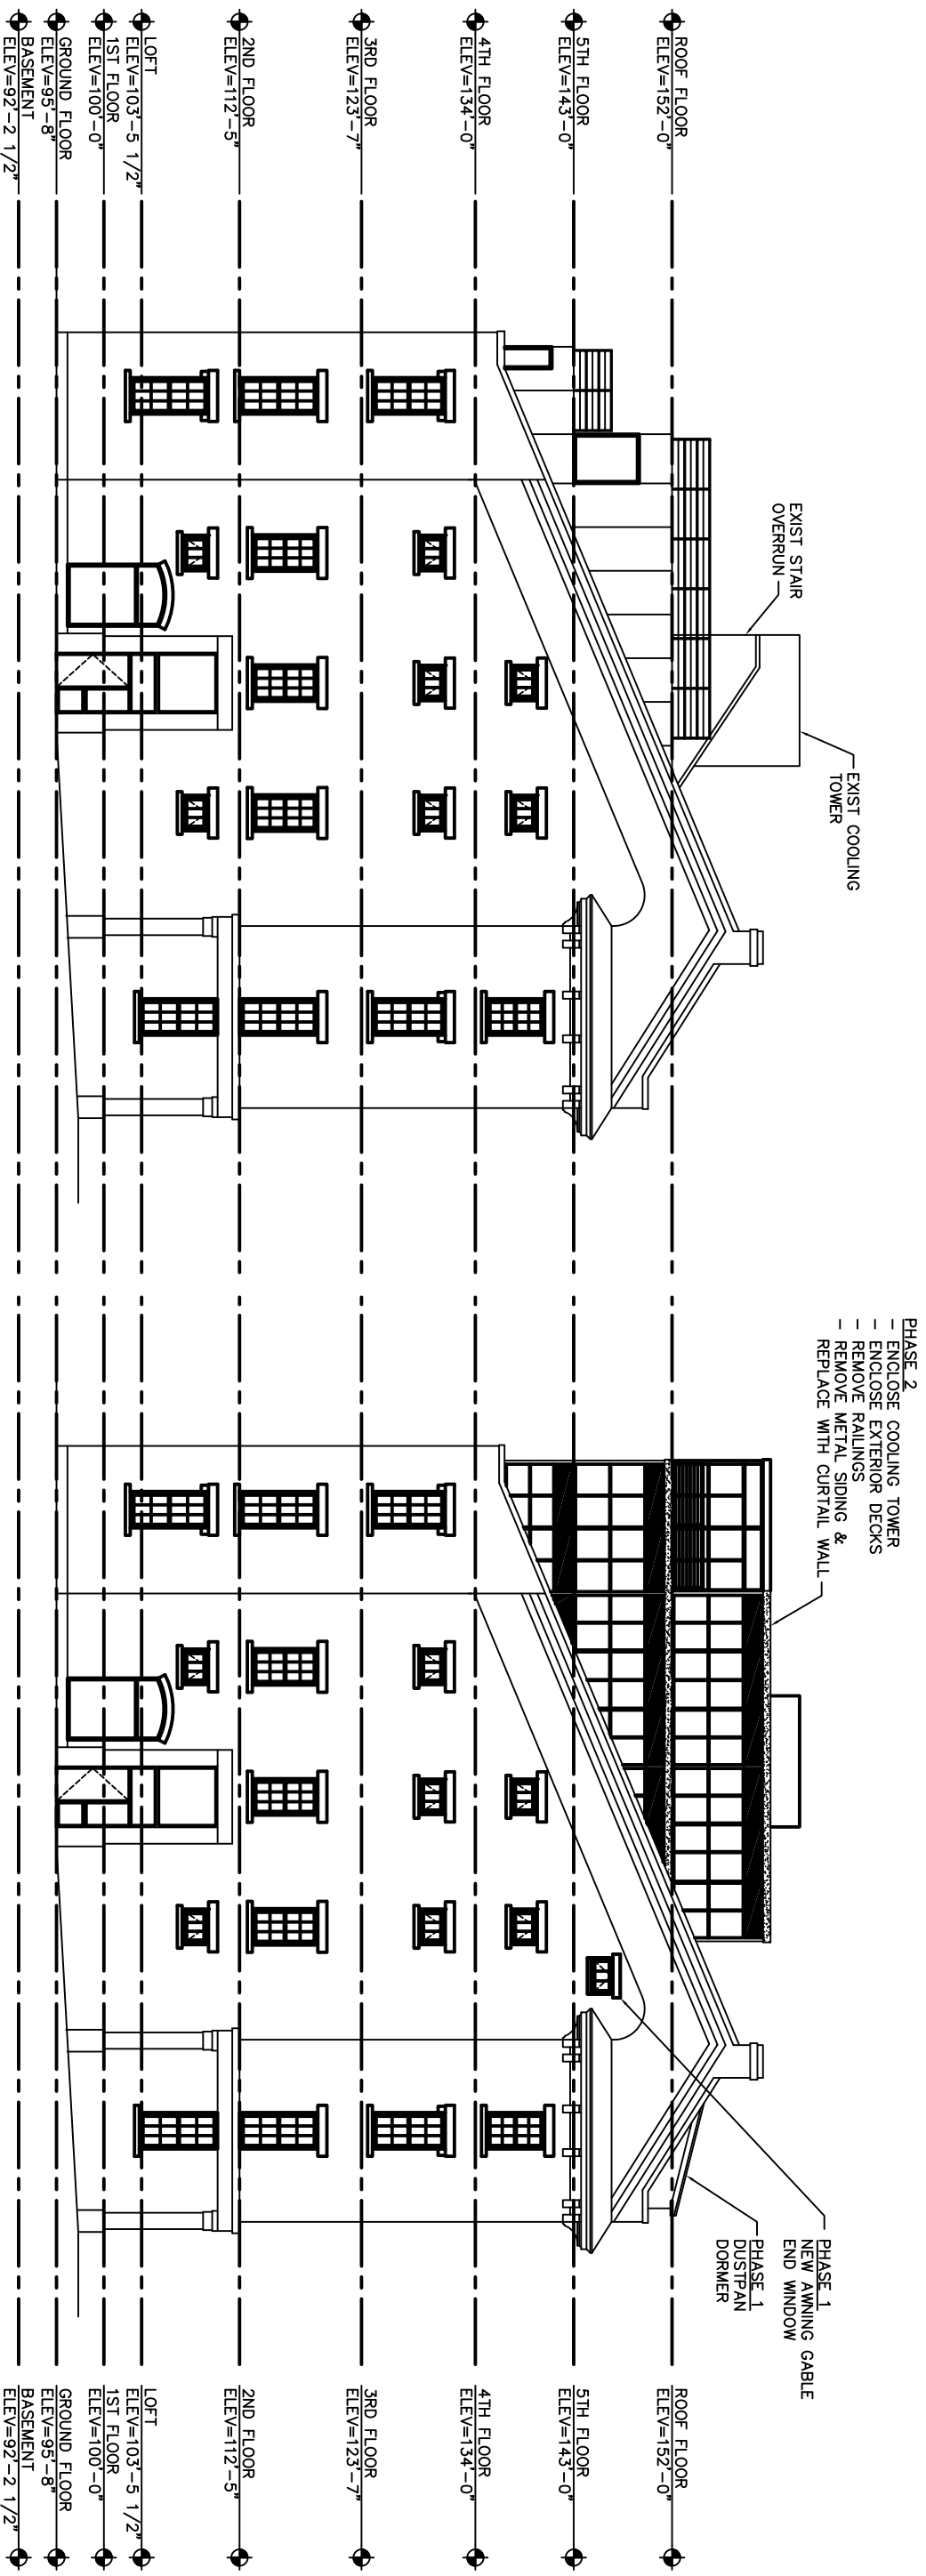 ROOF FLOOR
ELEV=152'-0"
5TH FLOOR
ELEV=143'-0"
4TH FLOOR
ELEV=134'-0"
3RD FLOOR
ELEV=123'-7"
2ND FLOOR
ELEV=112'-5"
LOFT
ELEV=103'-5 1/2"
1ST FLOOR
ELEV=100'-0"
GROUND FLOOR
ELEV=95'-8"
BASEMENT
ELEV=92'-2 1/2"
EXIST STAIR
OVERRUN
EXIST COOLING
TOWER
PHASE 2
- ENCLOSE COOLING TOWER
- ENCLOSE EXTERIOR DECKS
- REMOVE RAILINGS
- REMOVE METAL SIDING &
REPLACE WITH CURTAIL WALL
PHASE 1
NEW AWNING GABLE
END WINDOW
PHASE 1
DUSTPAN
DORMER
ROOF FLOOR
ELEV=152'-0"
5TH FLOOR
ELEV=143'-0"
4TH FLOOR
ELEV=134'-0"
3RD FLOOR
ELEV=123'-7"
2ND FLOOR
ELEV=112'-5"
LOFT
ELEV=103'-5 1/2"
1ST FLOOR
ELEV=100'-0"
GROUND FLOOR
ELEV=95'-8"
BASEMENT
ELEV=92'-2 1/2"